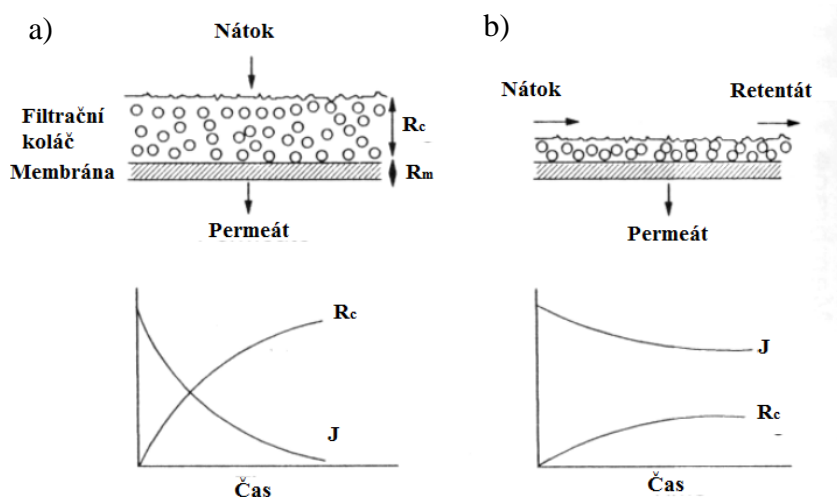 a)
Nátok
Filtrační
koláč
Rc
Membrána
Rm
Permeát
Rc
J
Čas
b)
Nátok
Retentát
Permeát
J
Rc
Čas